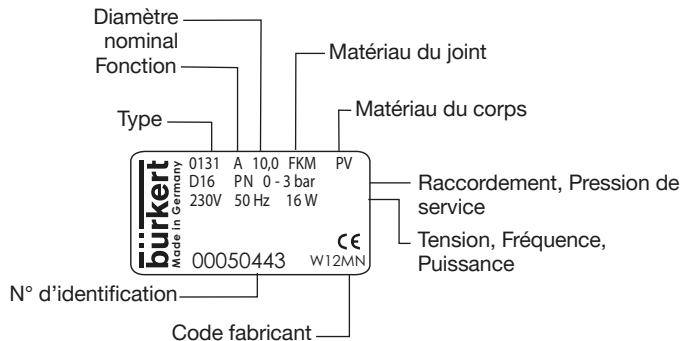 Diamètre
nominal
Fonction
Matériau du joint
Type
Matériau du corps
bürkert
Made in Germany
0131 A 10,0 FKM PV
D16 PN 0 - 3 bar
230V 50 Hz 16 W
CE
00050443 W12MN
Raccordement, Pression de
service
Tension, Fréquence,
Puissance
N° d'identification
Code fabricant